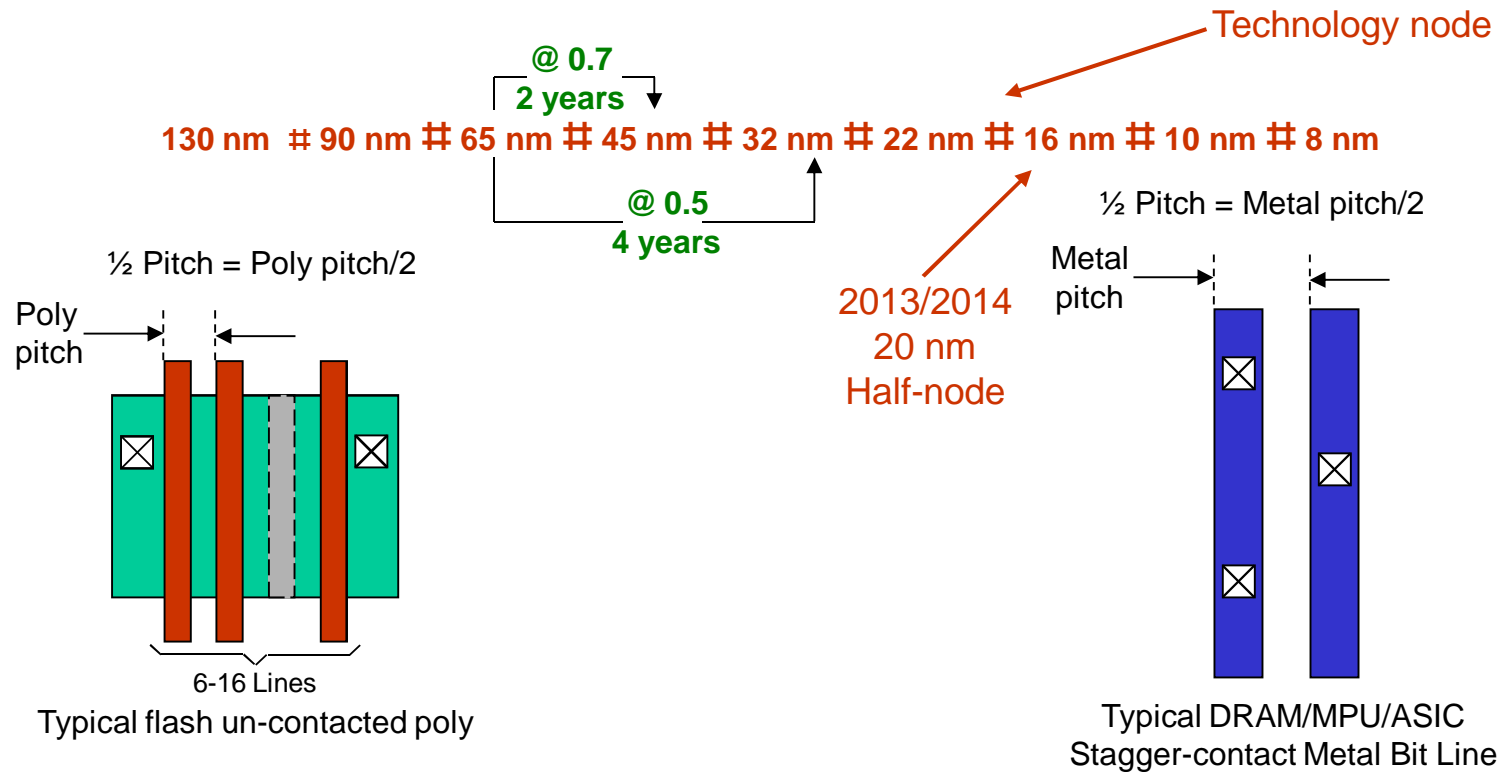 Technology node
@ 0.7
2 years
130 nm # 90 nm # 65 nm # 45 nm # 32 nm # 22 nm # 16 nm # 10 nm # 8 nm
@ 0.5
4 years
½ Pitch = Metal pitch/2
½ Pitch = Poly pitch/2
Metal
pitch
2013/2014
20 nm
Half-node
Poly
pitch
6-16 Lines
Typical flash un-contacted poly
Typical DRAM/MPU/ASIC
Stagger-contact Metal Bit Line